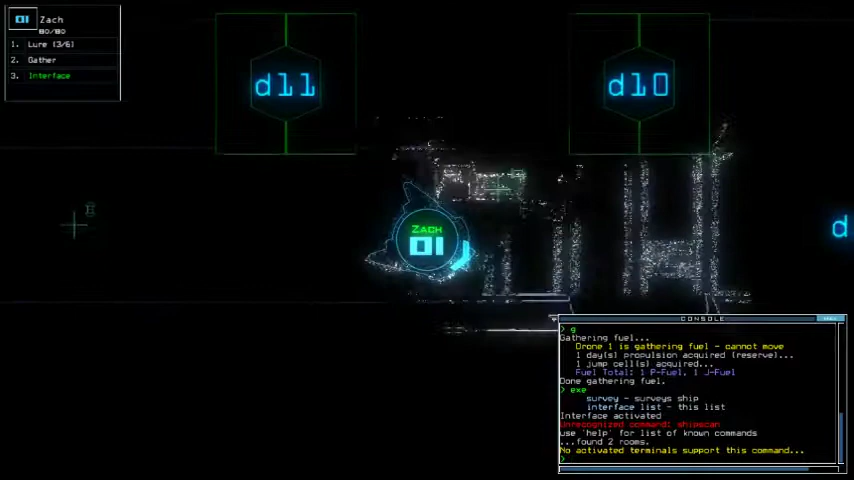 01 Zach
80/80
1. Lure (3/6)
2. Gather
3. Interface
d11
d10
Zach
01
d
CONSOLE
> g
Gathering fuel...
Drone 1 is gathering fuel - cannot move
1 day(s) propulsion acquired (reserve)...
1 jump cell(s) acquired...
Fuel Total: 1 P-Fuel, 1 J-Fuel
Done gathering fuel.
> exe
survey - surveys ship
interface list - this list
Interface activated
Unrecognized command: shipscan
use 'help' for list of known commands
...found 2 rooms.
No activated terminals support this command...
>